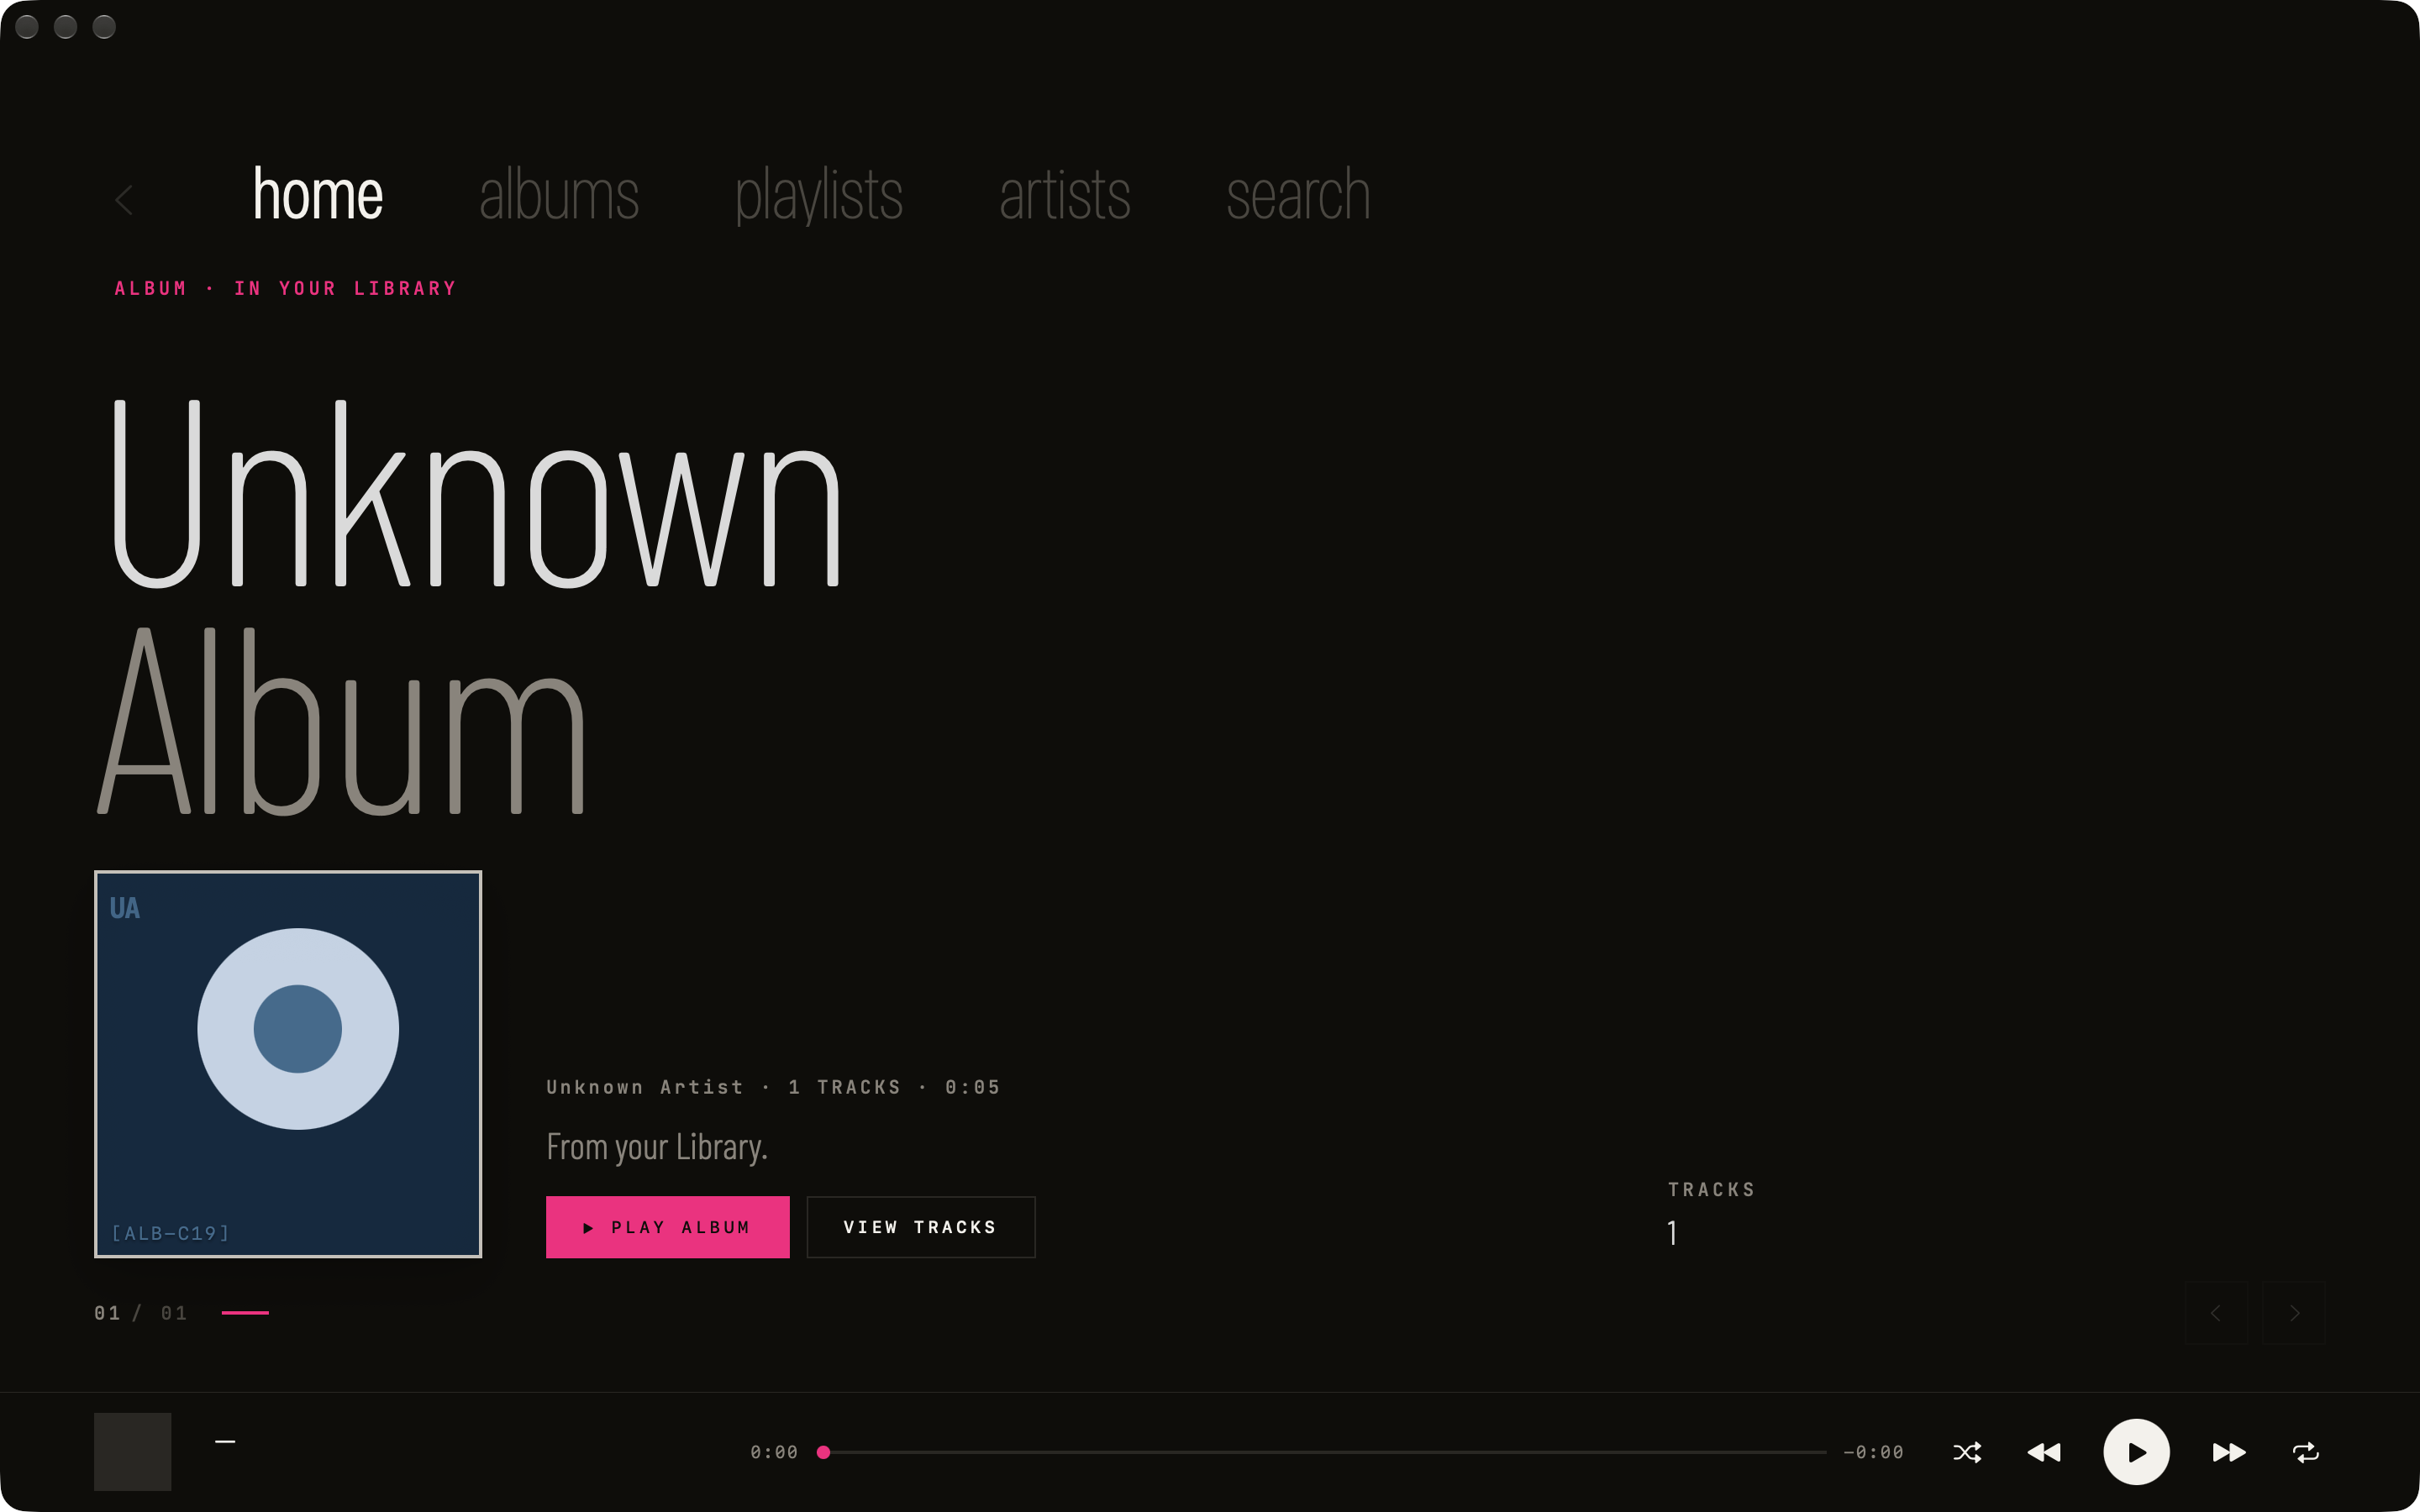 home albums playlists artists search
ALBUM · IN YOUR LIBRARY
Unknown
Album
UA
[ALB–C19]
Unknown Artist · 1 TRACKS · 0:05
From your Library.
▶ PLAY ALBUM
VIEW TRACKS
TRACKS
1
01 / 01
—
0:00
–0:00